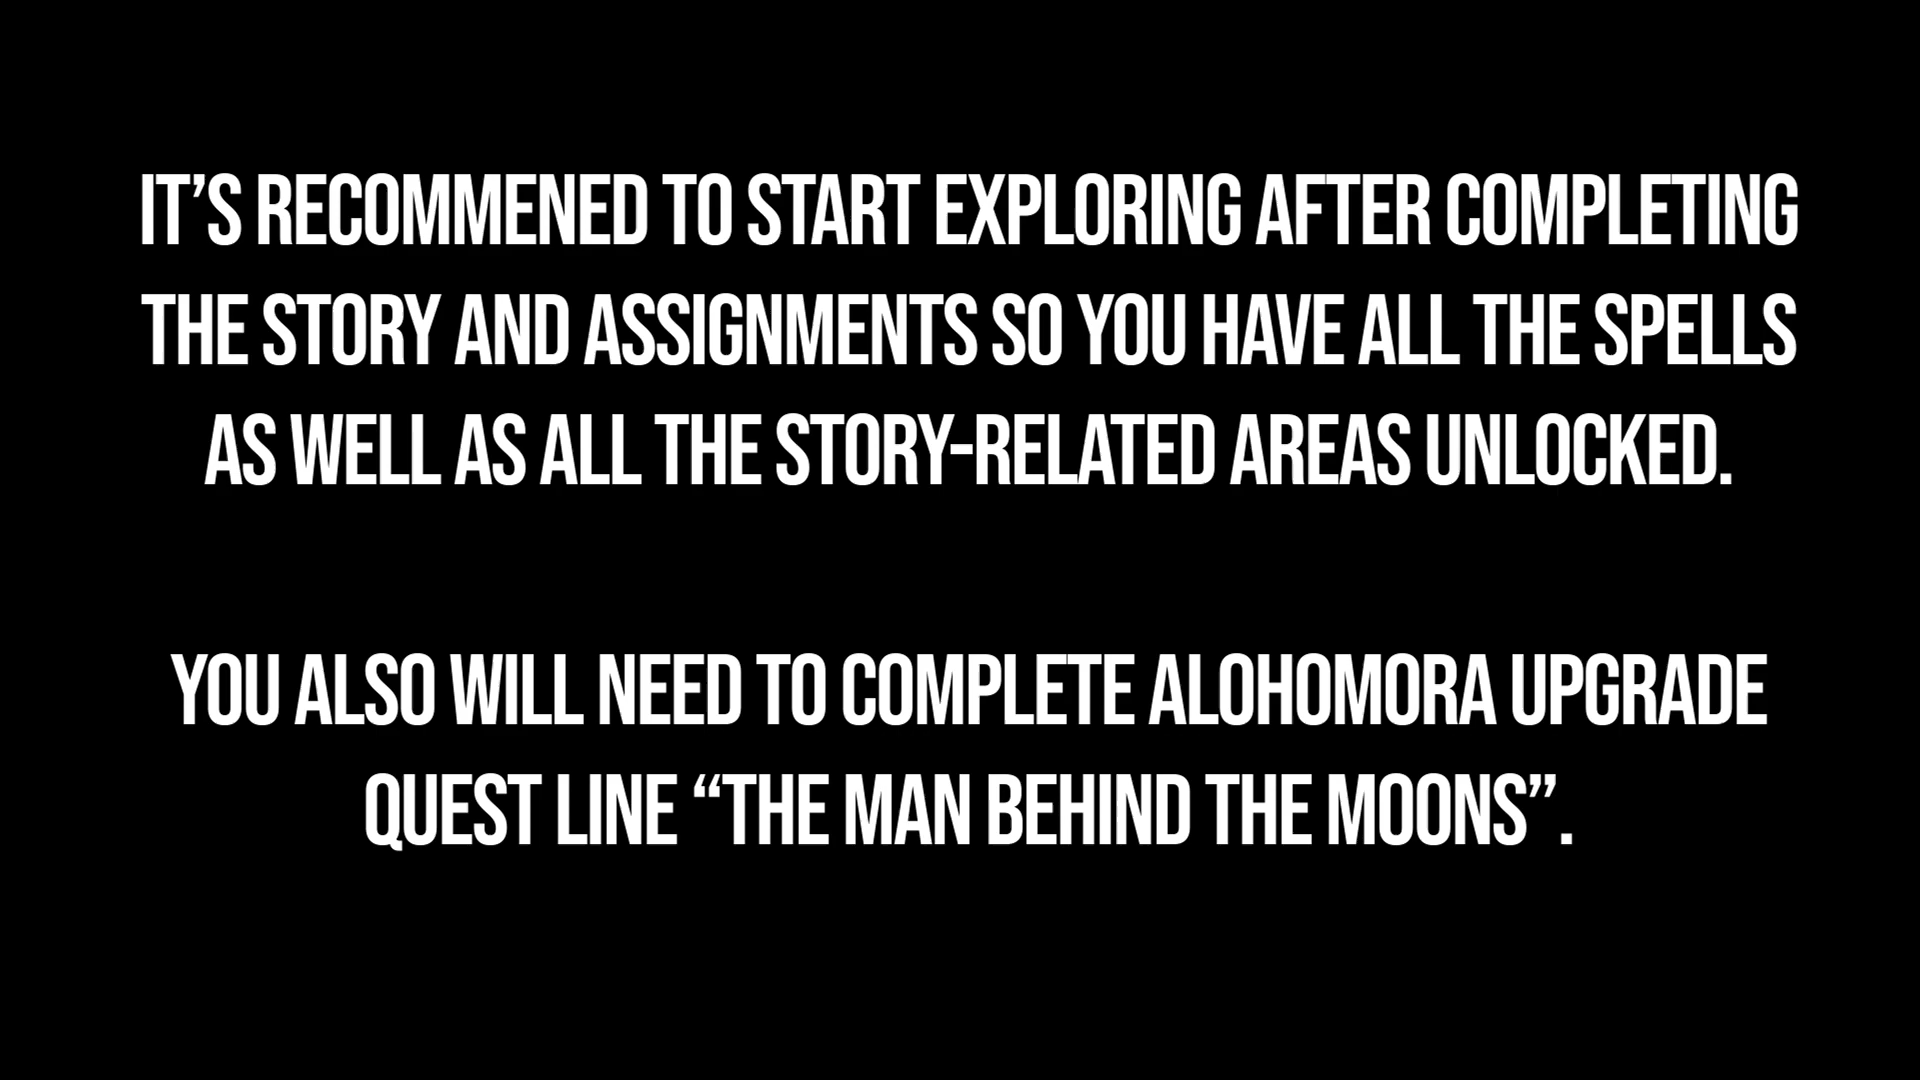 IT’S RECOMMENED TO START EXPLORING AFTER COMPLETING
THE STORY AND ASSIGNMENTS SO YOU HAVE ALL THE SPELLS
AS WELL AS ALL THE STORY-RELATED AREAS UNLOCKED.
YOU ALSO WILL NEED TO COMPLETE ALOHOMORA UPGRADE
QUEST LINE “THE MAN BEHIND THE MOONS”.